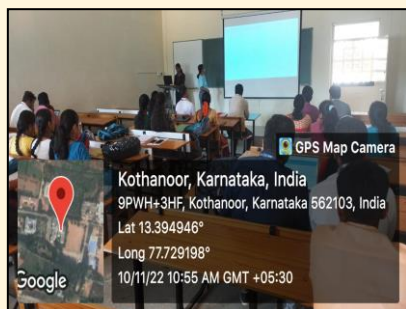 GPS Map Camera
Kothanoor, Karnataka, India
9PWH+3HF, Kothanoor, Karnataka 562103, India
Lat 13.394946°
Long 77.729198°
10/11/22 10:55 AM GMT +05:30
Google